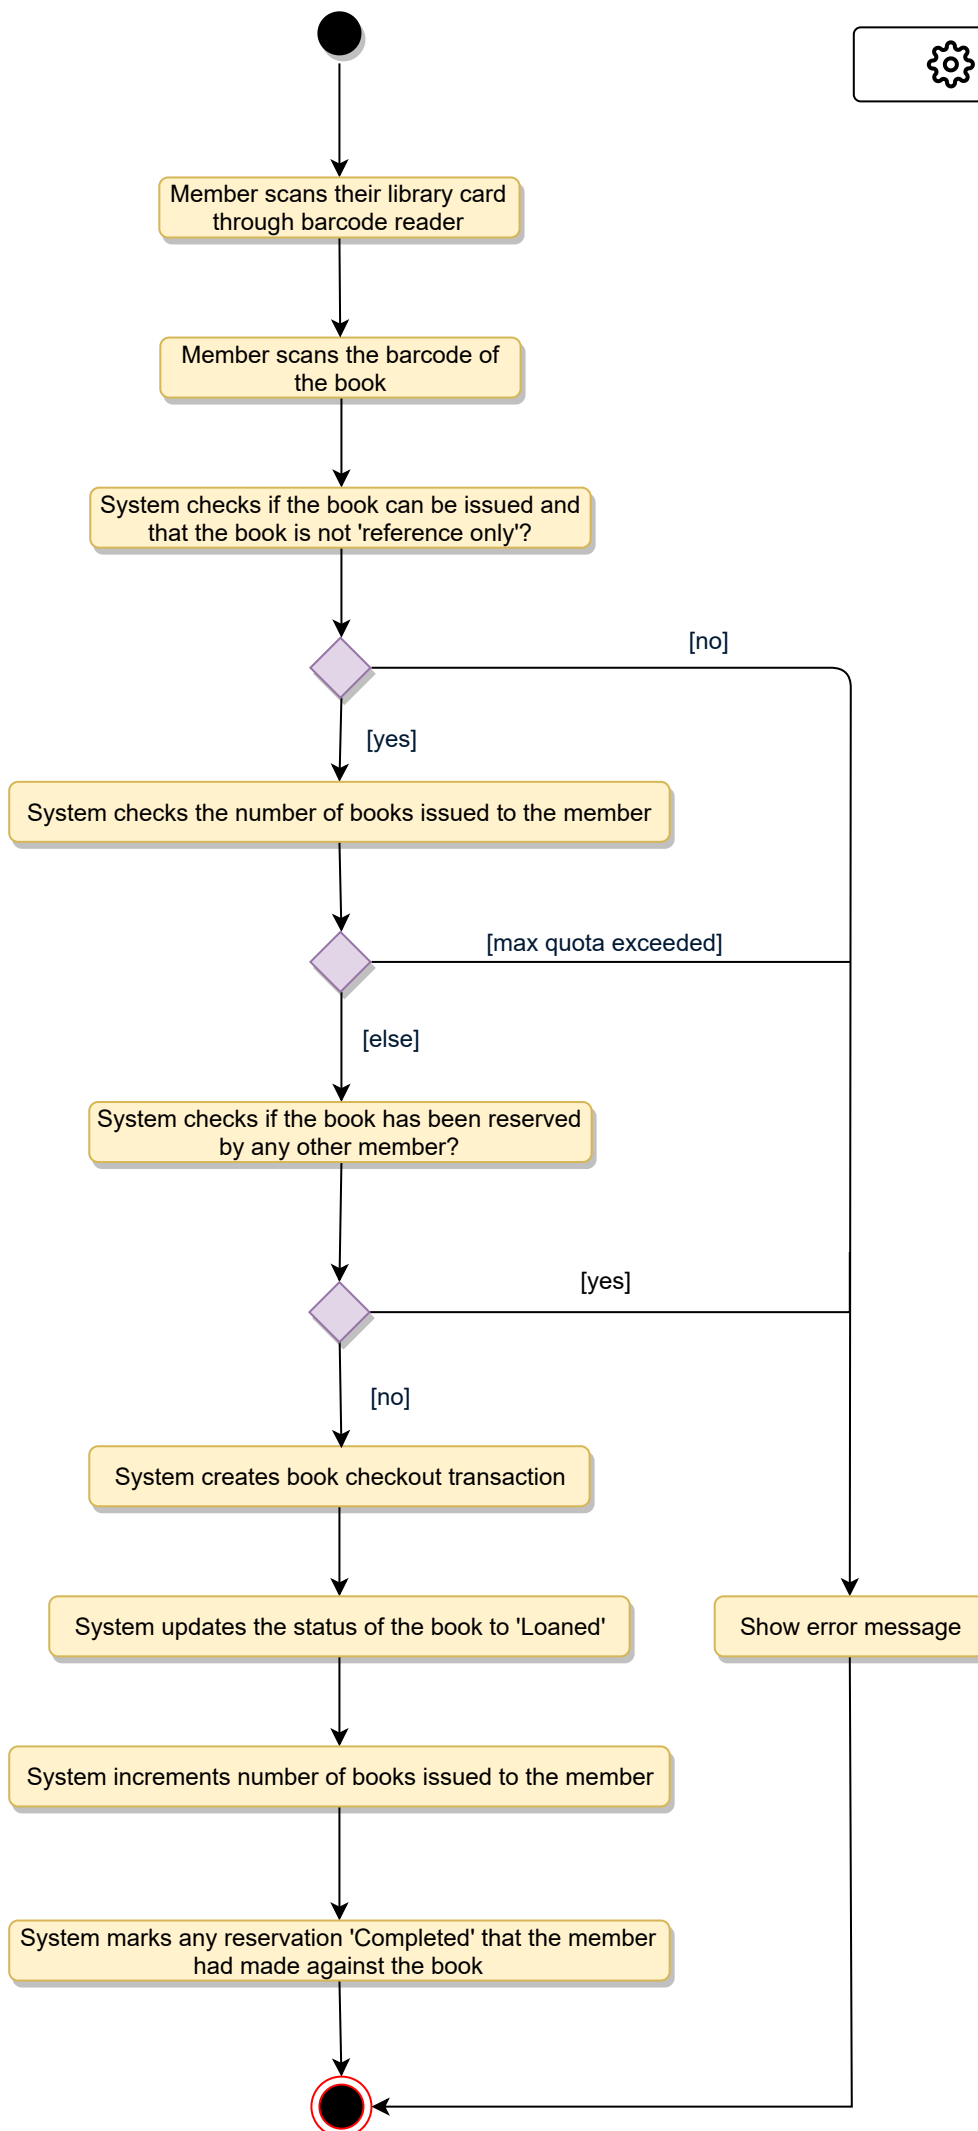 Member scans their library card
through barcode reader
Member scans the barcode of
the book
System checks if the book can be issued and
that the book is not 'reference only'?
[no]
[yes]
System checks the number of books issued to the member
[max quota exceeded]
[else]
System checks if the book has been reserved
by any other member?
[yes]
[no]
System creates book checkout transaction
System updates the status of the book to 'Loaned'
Show error message
System increments number of books issued to the member
System marks any reservation 'Completed' that the member
had made against the book